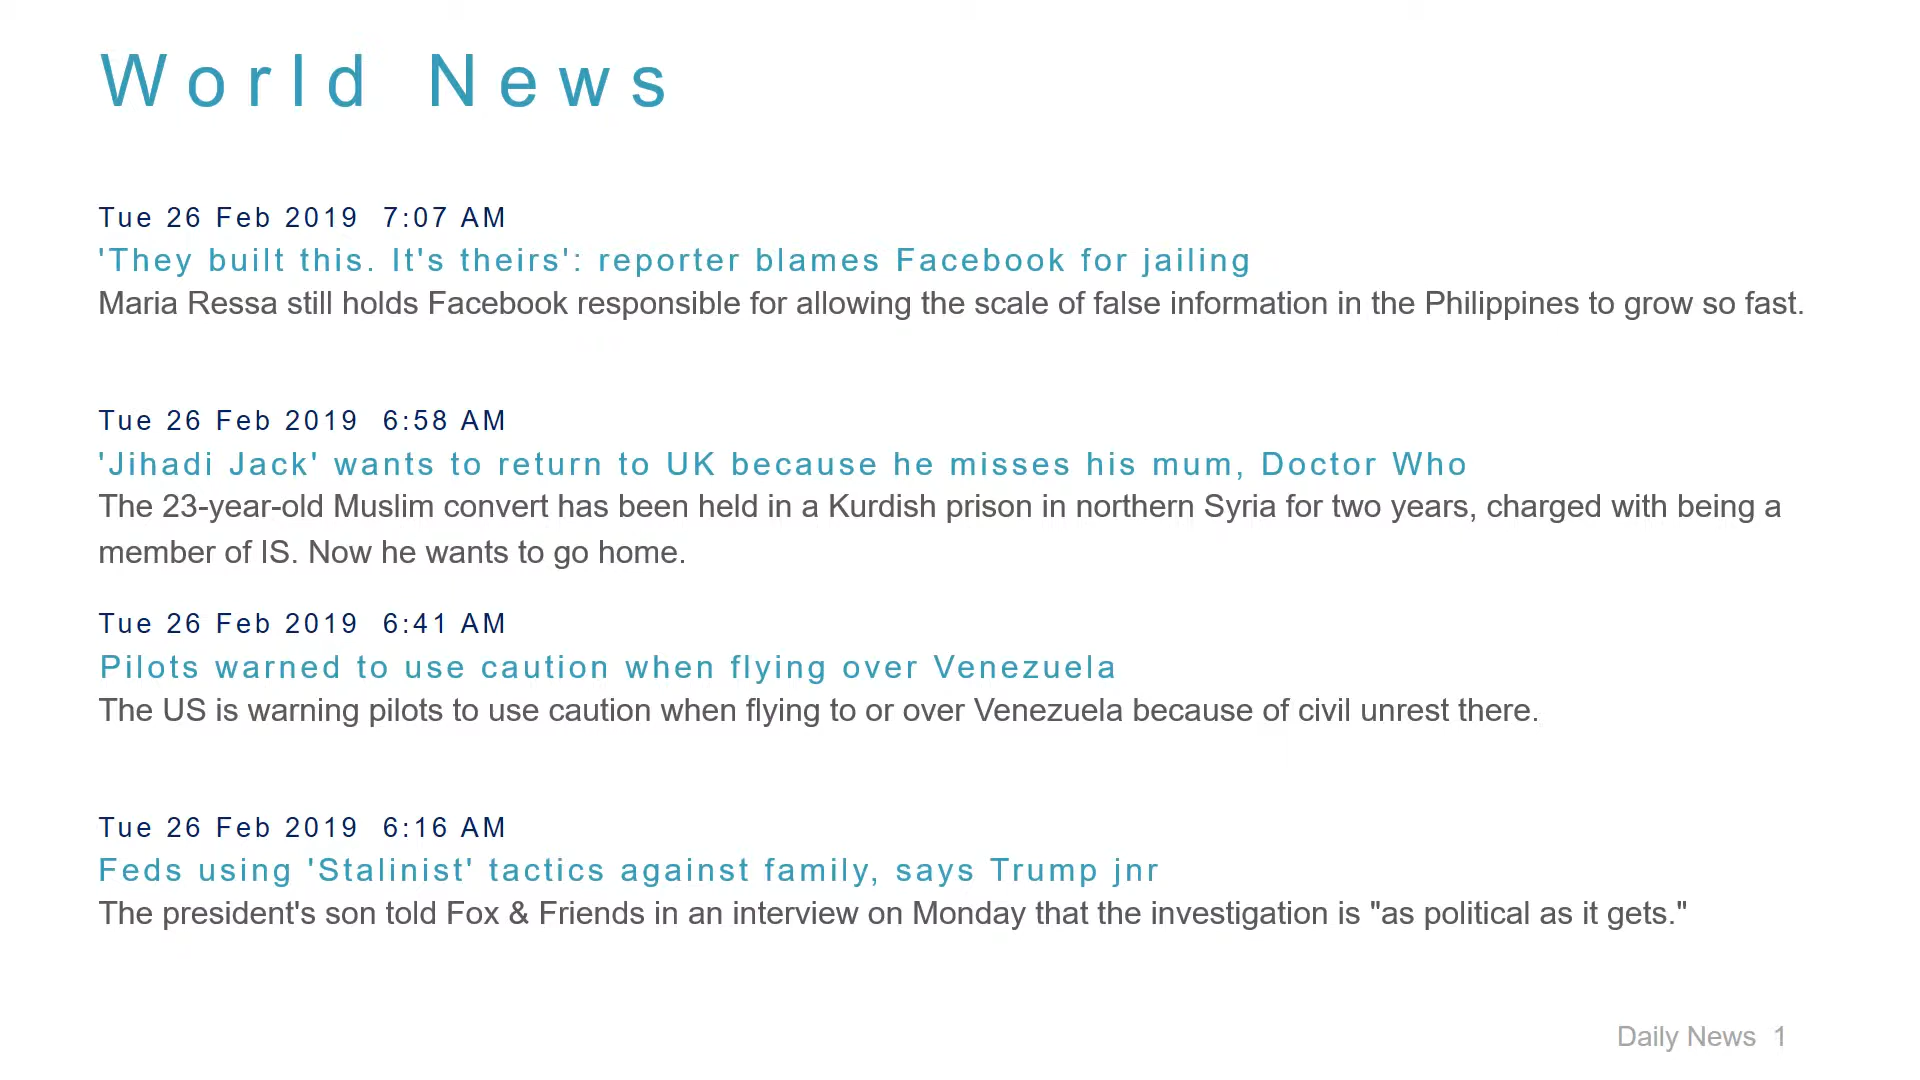 World News
Tue 26 Feb 2019 7:07 AM
'They built this. It's theirs': reporter blames Facebook for jailing
Maria Ressa still holds Facebook responsible for allowing the scale of false information in the Philippines to grow so fast.
Tue 26 Feb 2019 6:58 AM
'Jihadi Jack' wants to return to UK because he misses his mum, Doctor Who
The 23-year-old Muslim convert has been held in a Kurdish prison in northern Syria for two years, charged with being a
member of IS. Now he wants to go home.
Tue 26 Feb 2019 6:41 AM
Pilots warned to use caution when flying over Venezuela
The US is warning pilots to use caution when flying to or over Venezuela because of civil unrest there.
Tue 26 Feb 2019 6:16 AM
Feds using 'Stalinist' tactics against family, says Trump jnr
The president's son told Fox & Friends in an interview on Monday that the investigation is "as political as it gets."
Daily News 1